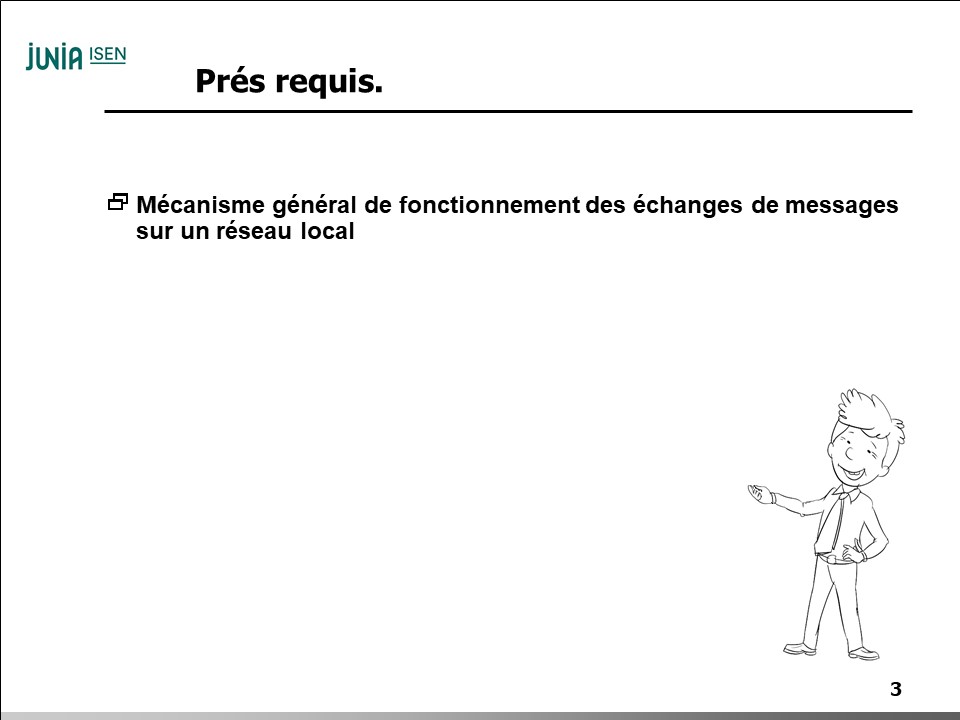 JUNIA ISEN
Prés requis.
Mécanisme général de fonctionnement des échanges de messages
sur un réseau local
3